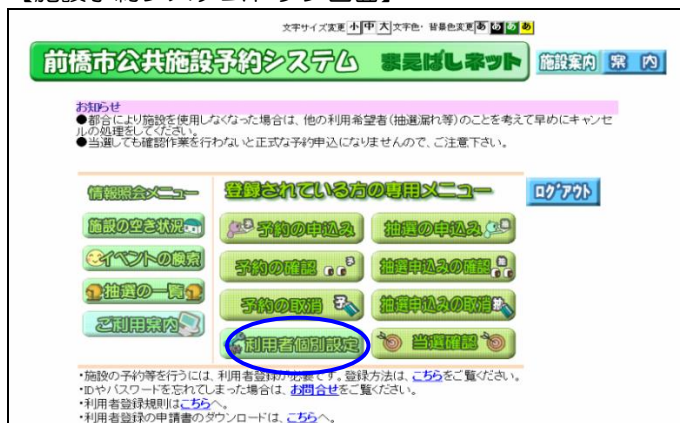 【施設予約システムトップ画面】
文字サイズ変更 小 中 大 文字色・背景色変更 あ あ あ あ
前橋市公共施設予約システム まえばしネット 施設案内 案内
お知らせ
●都合により施設を使用しなくなった場合は、他の利用希望者(抽選漏れ等)のことを考えて早めにキャンセ
ルの処理をしてください。
●当選しても確認作業を行わないと正式な予約申込になりませんので、ご注意下さい。
情報照会メニュー 登録されている方の専用メニュー ログアウト
施設の空き状況 予約の申込み 抽選の申込み
イベントの検索 予約の確認 抽選申込みの確認
抽選の一覧 予約の取消 抽選申込みの取消
ご利用案内 利用者個別設定 当選確認
・施設の予約等を行うには、利用者登録が必要です。登録方法は、こちらをご覧ください。
・IDやパスワードを忘れてしまった場合は、お問合せをご覧ください。
・利用者登録規則はこちらへ。
・利用者登録の申請書のダウンロードは、こちらへ。